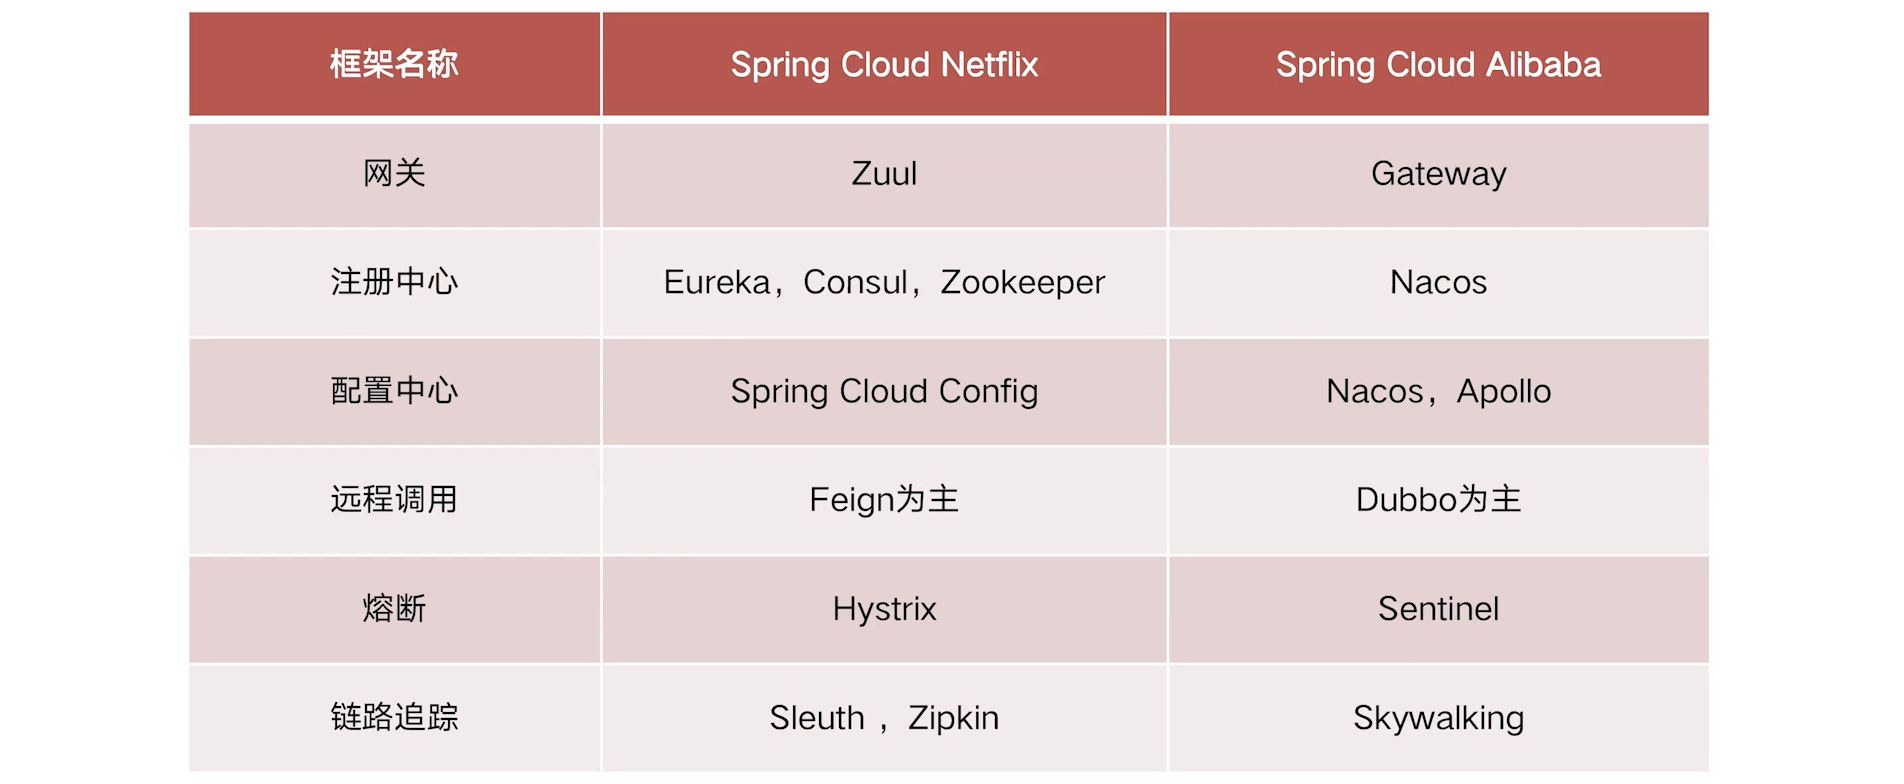 框架名称 Spring Cloud Netflix Spring Cloud Alibaba
网关 Zuul Gateway
注册中心 Eureka，Consul，Zookeeper Nacos
配置中心 Spring Cloud Config Nacos，Apollo
远程调用 Feign为主 Dubbo为主
熔断 Hystrix Sentinel
链路追踪 Sleuth ，Zipkin Skywalking